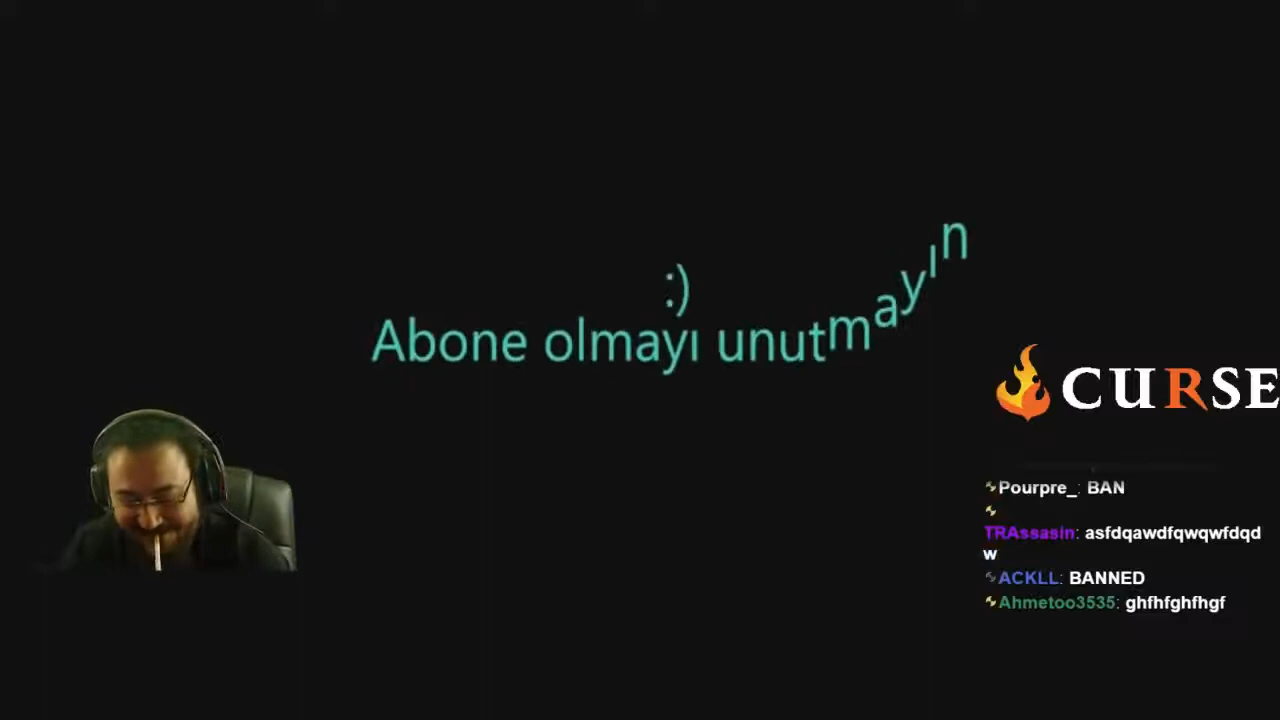 :)
Abone olmayı unutmayın
CURSE
Pourpre_: BAN
TRAssasin: asfdqawdfqwqwfdqd
w
ACKLL: BANNED
Ahmetoo3535: ghfhfghfhgf